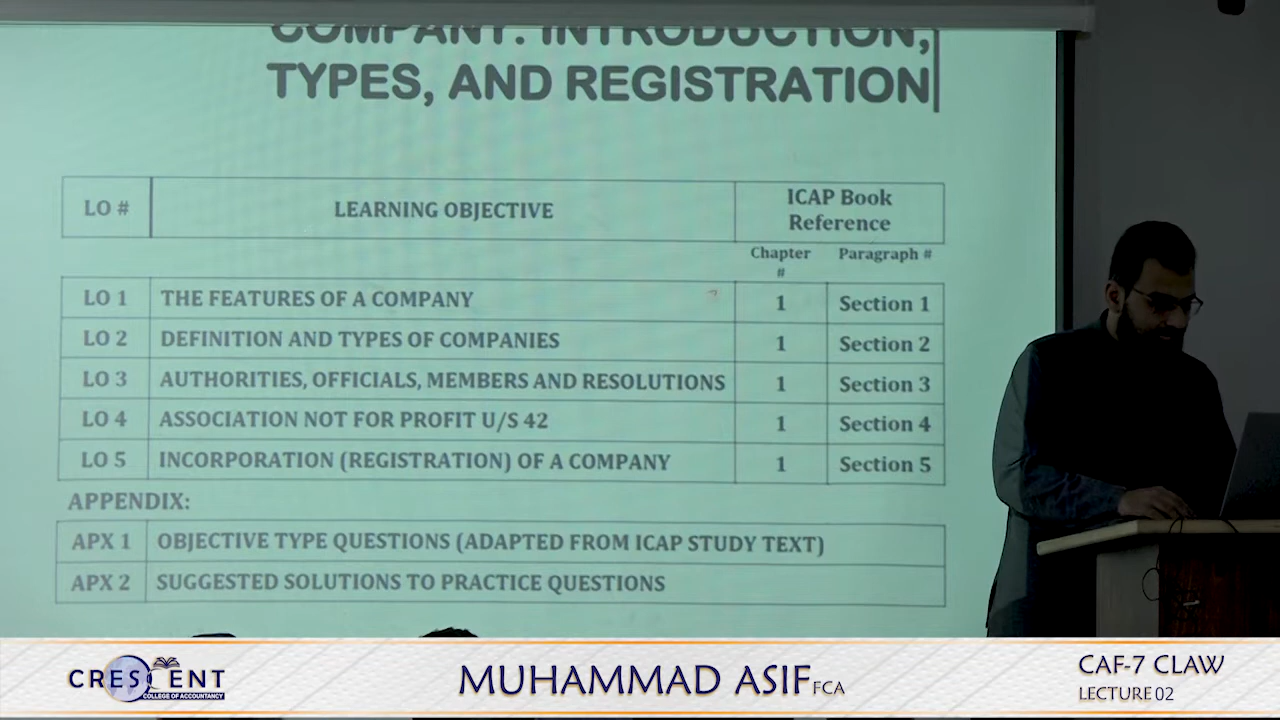 COMPANY: INTRODUCTION,
TYPES, AND REGISTRATION
LO # LEARNING OBJECTIVE ICAP Book Reference
Chapter # Paragraph #
LO 1 THE FEATURES OF A COMPANY 1 Section 1
LO 2 DEFINITION AND TYPES OF COMPANIES 1 Section 2
LO 3 AUTHORITIES, OFFICIALS, MEMBERS AND RESOLUTIONS 1 Section 3
LO 4 ASSOCIATION NOT FOR PROFIT U/S 42 1 Section 4
LO 5 INCORPORATION (REGISTRATION) OF A COMPANY 1 Section 5
APPENDIX:
APX 1 OBJECTIVE TYPE QUESTIONS (ADAPTED FROM ICAP STUDY TEXT)
APX 2 SUGGESTED SOLUTIONS TO PRACTICE QUESTIONS
CRESCENT
COLLEGE OF ACCOUNTANCY
MUHAMMAD ASIF FCA
CAF-7 CLAW
LECTURE 02